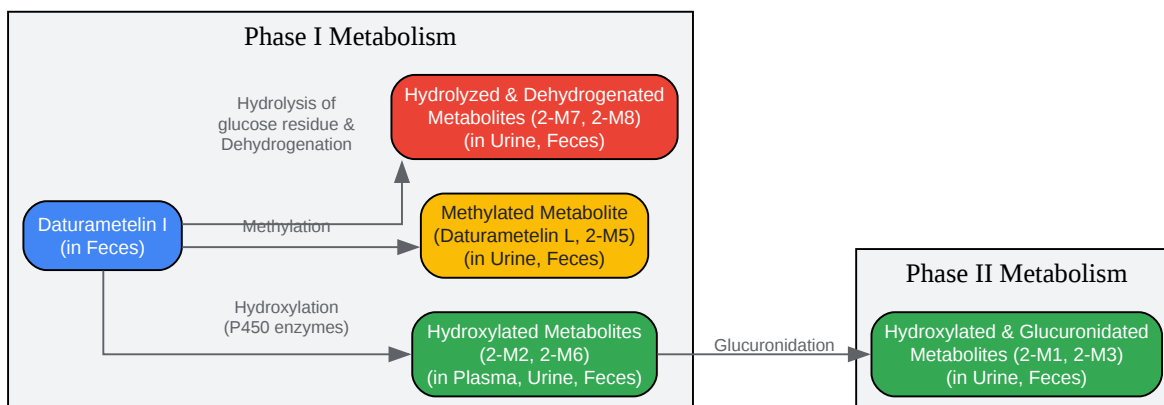 Phase I Metabolism
Hydrolysis of
glucose residue &
Dehydrogenation
Hydrolyzed & Dehydrogenated
Metabolites (2-M7, 2-M8)
(in Urine, Feces)
Daturametelin I
(in Feces)
Methylation
Methylated Metabolite
(Daturametelin L, 2-M5)
(in Urine, Feces)
Hydroxylation
(P450 enzymes)
Hydroxylated Metabolites
(2-M2, 2-M6)
(in Plasma, Urine, Feces)
Glucuronidation
Phase II Metabolism
Hydroxylated & Glucuronidated
Metabolites (2-M1, 2-M3)
(in Urine, Feces)